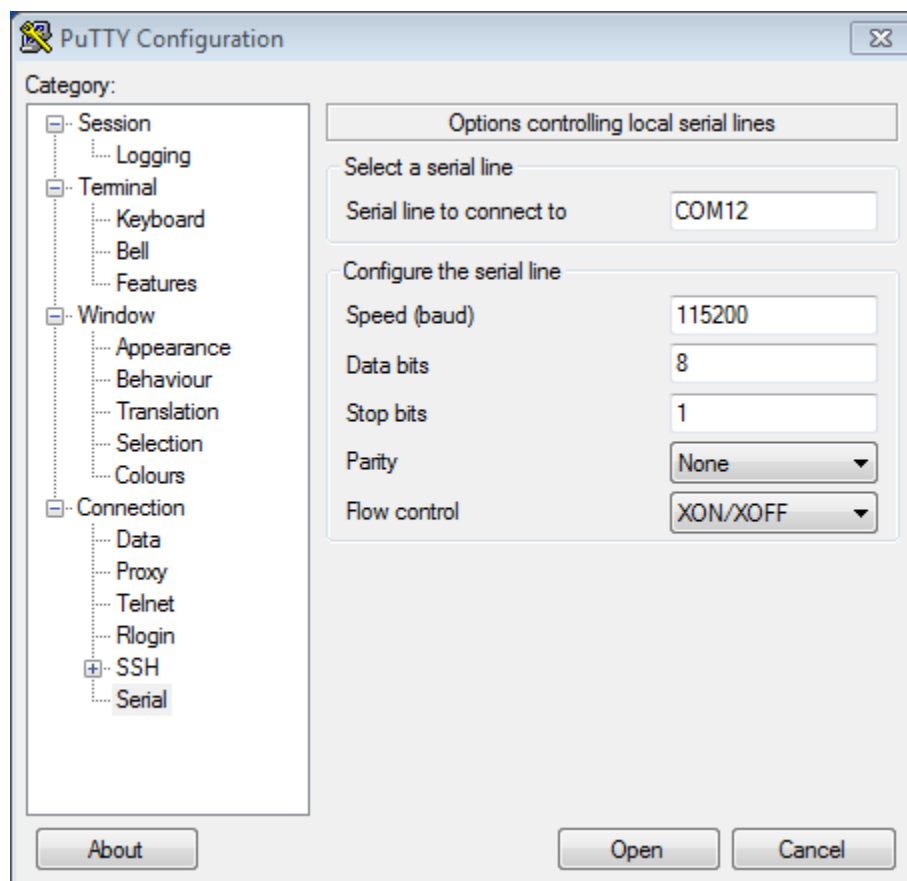 PuTTY Configuration
Category:
Session
Logging
Terminal
Keyboard
Bell
Features
Window
Appearance
Behaviour
Translation
Selection
Colours
Connection
Data
Proxy
Telnet
Rlogin
SSH
Serial
Options controlling local serial lines
Select a serial line
Serial line to connect to COM12
Configure the serial line
Speed (baud) 115200
Data bits 8
Stop bits 1
Parity None
Flow control XON/XOFF
About Open Cancel